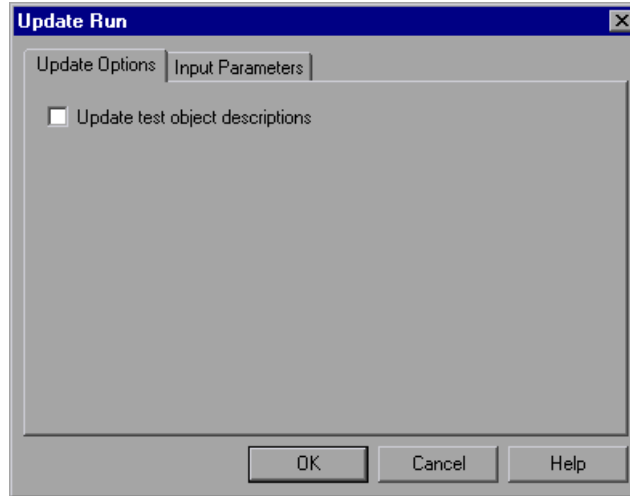 Update Run
Update Options Input Parameters
Update test object descriptions
OK Cancel Help